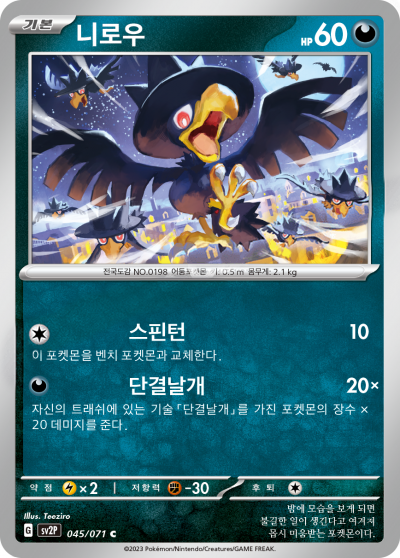 기본 니로우 HP 60
전국도감 NO.0198 어둠포켓몬 키: 0.5m 몸무게: 2.1 kg
스핀턴 10
이 포켓몬을 벤치 포켓몬과 교체한다.
단결날개 20×
자신의 트래쉬에 있는 기술 「단결날개」를 가진 포켓몬의 장수 ×
20 데미지를 준다.
약점 ×2 저항력 -30 후퇴
Illus. Teeziro
G SV2P 045/071 C
밤에 모습을 보게 되면
불길한 일이 생긴다고 여겨져
몹시 미움받는 포켓몬이다.
©2023 Pokémon/Nintendo/Creatures/GAME FREAK.